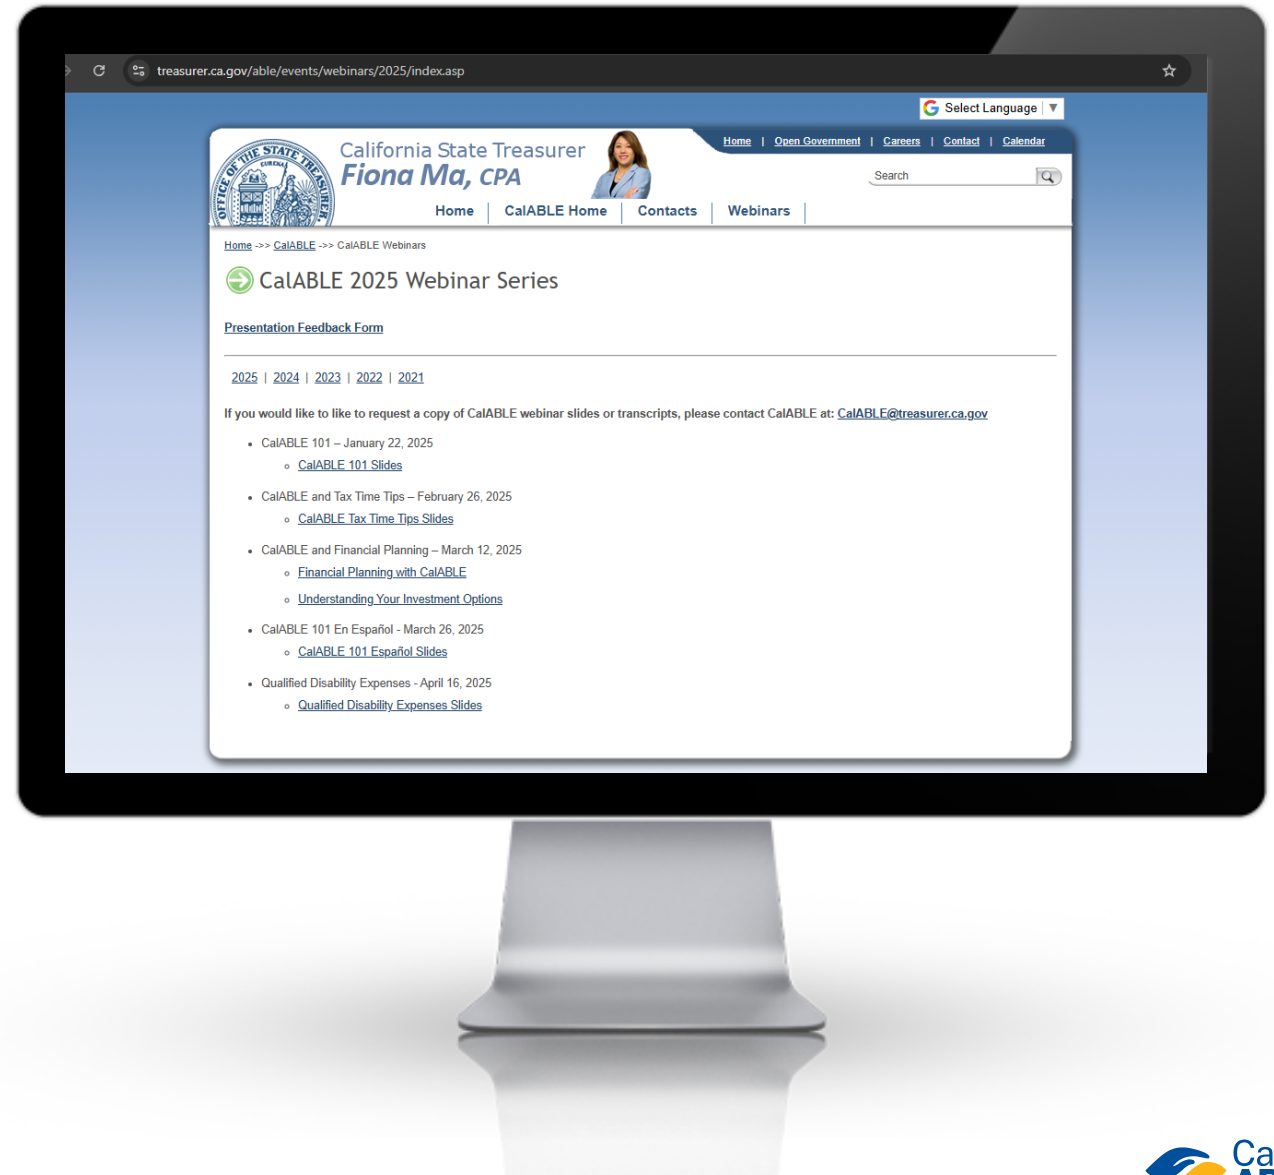 treasurer.ca.gov/able/events/webinars/2025/index.asp
Select Language ▼
Home | Open Government | Careers | Contact | Calendar
OFFICE OF THE STATE TREASURER
EUREKA
California State Treasurer
Fiona Ma, CPA
Search
Home | CalABLE Home | Contacts | Webinars
Home ->> CalABLE ->> CalABLE Webinars
CalABLE 2025 Webinar Series
Presentation Feedback Form
2025 | 2024 | 2023 | 2022 | 2021
If you would like to like to request a copy of CalABLE webinar slides or transcripts, please contact CalABLE at: CalABLE@treasurer.ca.gov
CalABLE 101 – January 22, 2025
CalABLE 101 Slides
CalABLE and Tax Time Tips – February 26, 2025
CalABLE Tax Time Tips Slides
CalABLE and Financial Planning – March 12, 2025
Financial Planning with CalABLE
Understanding Your Investment Options
CalABLE 101 En Español - March 26, 2025
CalABLE 101 Español Slides
Qualified Disability Expenses - April 16, 2025
Qualified Disability Expenses Slides
Ca